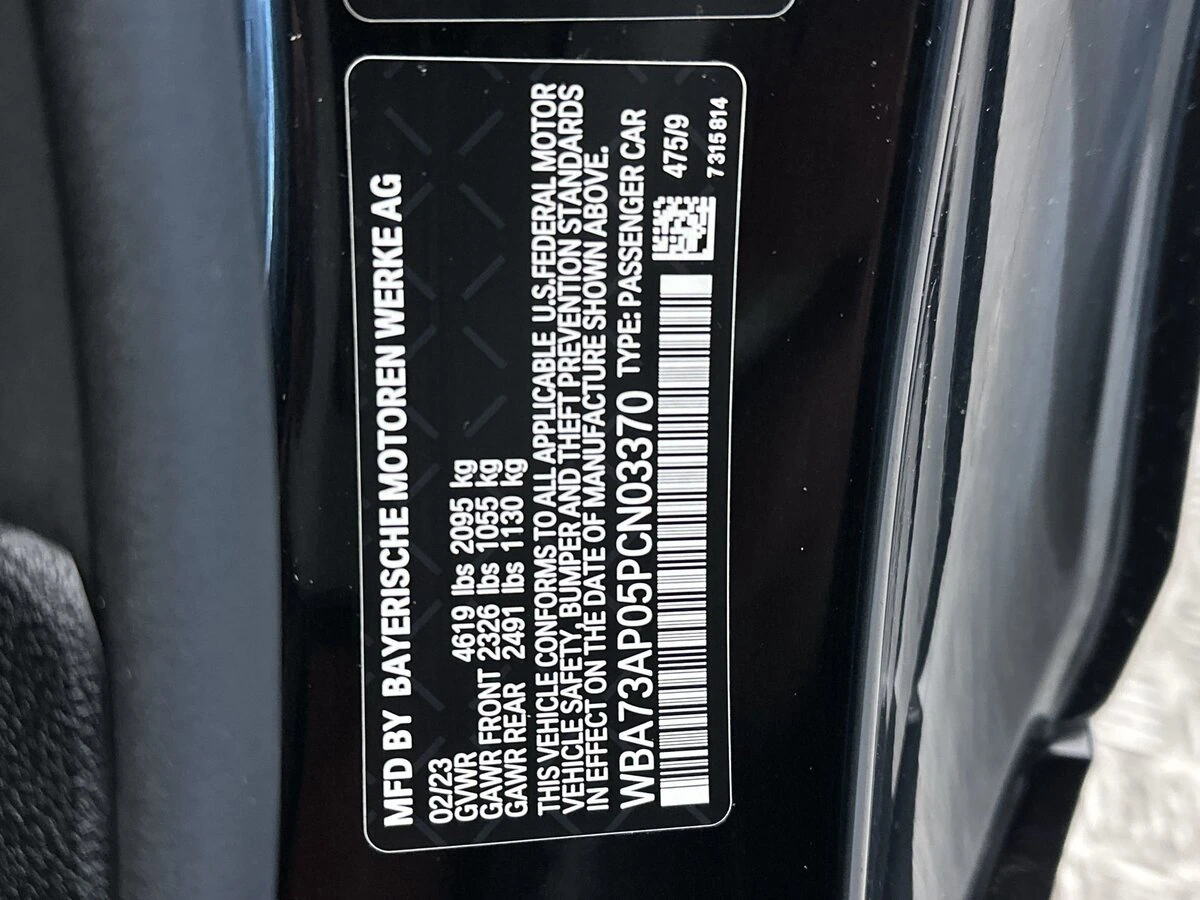 MFD BY BAYERISCHE MOTOREN WERKE AG
02/23
GVWR 4619 lbs 2095 kg
GAWR FRONT 2326 lbs 1055 kg
GAWR REAR 2491 lbs 1130 kg
THIS VEHICLE CONFORMS TO ALL APPLICABLE U.S.FEDERAL MOTOR
VEHICLE SAFETY, BUMPER AND THEFT PREVENTION STANDARDS
IN EFFECT ON THE DATE OF MANUFACTURE SHOWN ABOVE.
WBA73AP05PCN03370 TYPE: PASSENGER CAR
475/9
7315814